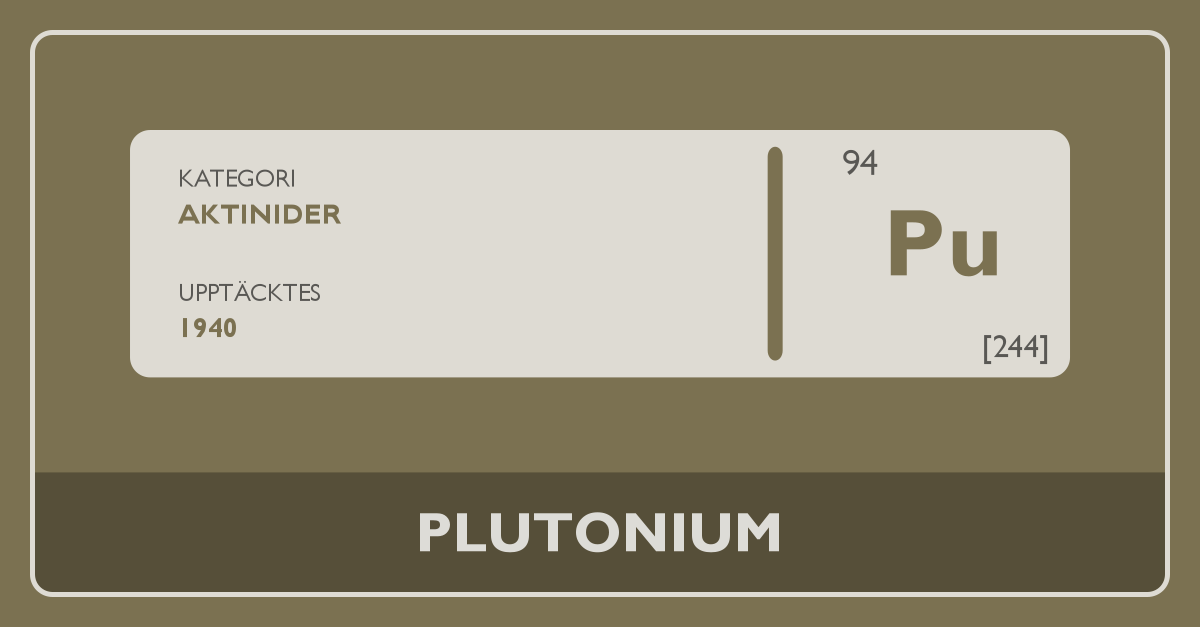 KATEGORI
AKTINIDER
UPPTÄCKTES
1940
94
Pu
[244]
PLUTONIUM